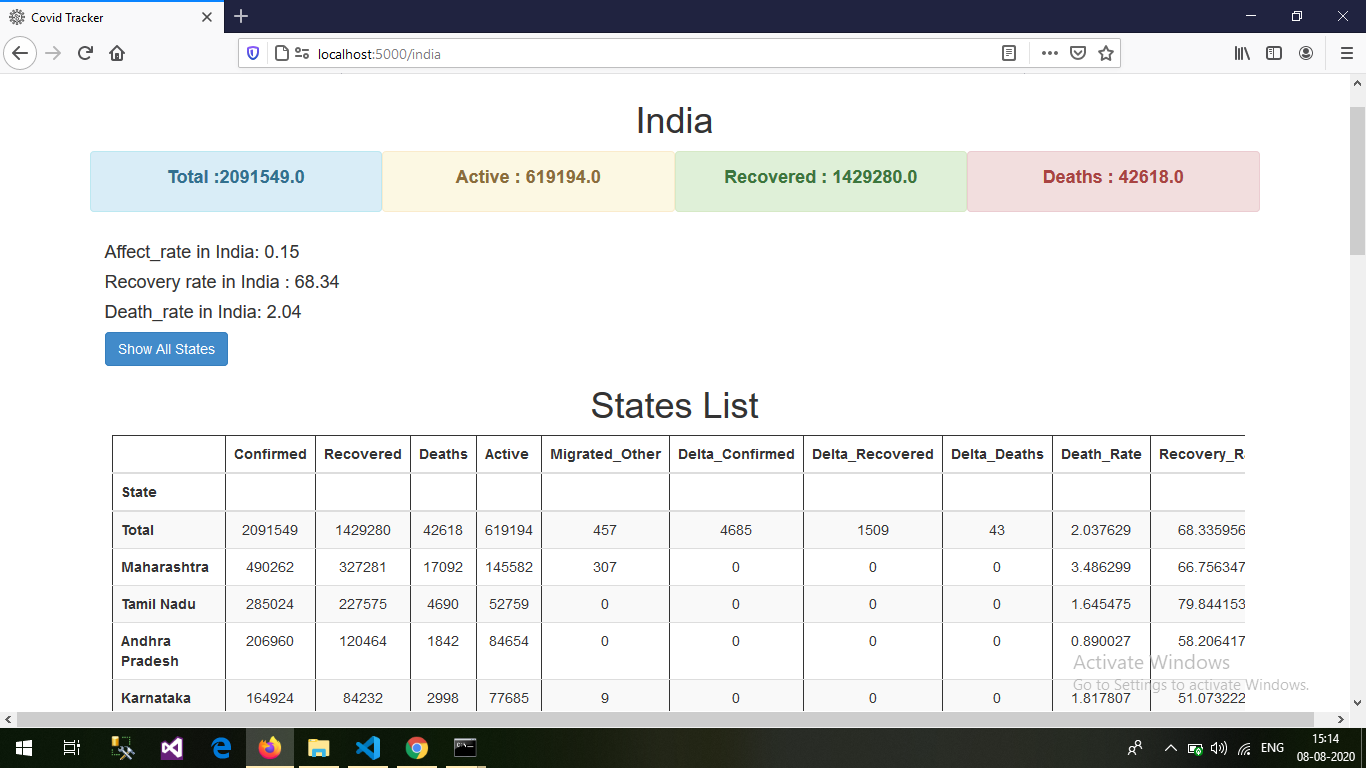 Covid Tracker
localhost:5000/india
India
Total :2091549.0 Active : 619194.0 Recovered : 1429280.0 Deaths : 42618.0
Affect_rate in India: 0.15
Recovery rate in India : 68.34
Death_rate in India: 2.04
Show All States
States List
Confirmed Recovered Deaths Active Migrated_Other Delta_Confirmed Delta_Recovered Delta_Deaths Death_Rate Recovery_R
State
Total 2091549 1429280 42618 619194 457 4685 1509 43 2.037629 68.335956
Maharashtra 490262 327281 17092 145582 307 0 0 0 3.486299 66.756347
Tamil Nadu 285024 227575 4690 52759 0 0 0 0 1.645475 79.844153
Andhra 206960 120464 1842 84654 0 0 0 0 0.890027 58.206417
Pradesh
Activate Windows
Go to Settings to activate Windows.
Karnataka 164924 84232 2998 77685 9 0 0 0 1.817807 51.073222
ENG
15:14
08-08-2020